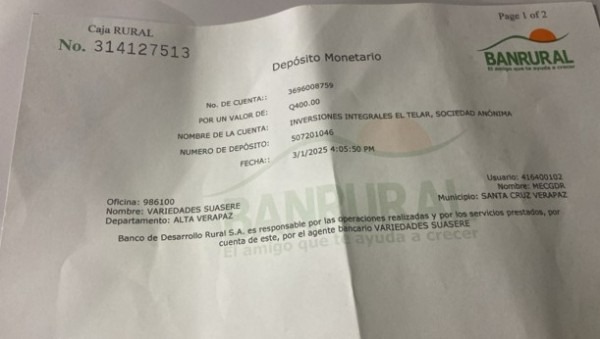 Caja RURAL
Page 1 of 2
No. 314127513
BANRURAL
El amigo que te ayuda a crecer
Depósito Monetario
No. DE CUENTA:: 3696008759
POR UN VALOR DE: Q400.00
NOMBRE DE LA CUENTA: INVERSIONES INTEGRALES EL TELAR, SOCIEDAD ANÓNIMA
NUMERO DE DEPÓSITO: 507201046
FECHA:: 3/1/2025 4:05:50 PM
Usuario: 416400102
Oficina: 986100
Nombre: MECGDR
Nombre: VARIEDADES SUASERE
Municipio: SANTA CRUZ VERAPAZ
Departamento: ALTA VERAPAZ
BANRURAL
Banco de Desarrollo Rural S.A. es responsable por las operaciones realizadas y por los servicios prestados, por
cuenta de este, por el agente bancario VARIEDADES SUASERE
El amigo que te ayuda a crecer